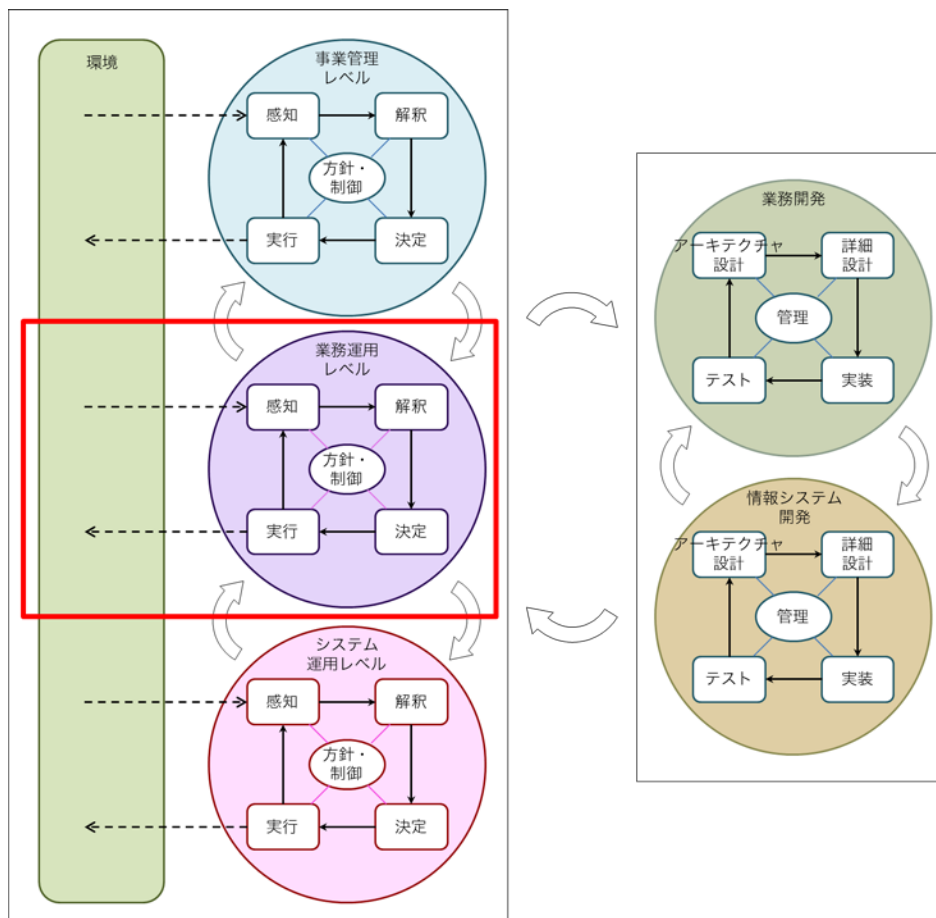 環境
事業管理
レベル
感知
解釈
方針・
制御
実行
決定
業務運用
レベル
感知
解釈
方針・
制御
実行
決定
システム
運用レベル
感知
解釈
方針・
制御
実行
決定
業務開発
アーキテクチャ
設計
詳細
設計
管理
テスト
実装
情報システム
開発
アーキテクチャ
設計
詳細
設計
管理
テスト
実装